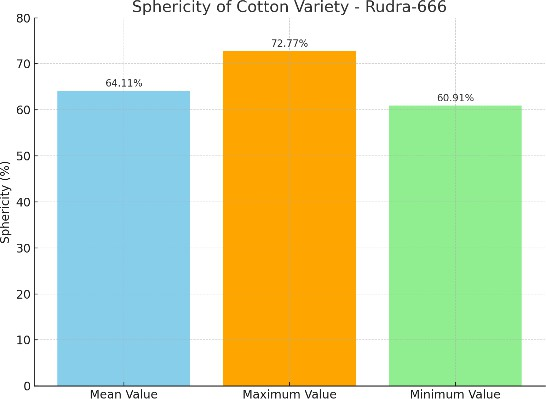 Sphericity of Cotton Variety - Rudra-666
Sphericity (%)
80
70
60
50
40
30
20
10
0
64.11%
72.77%
60.91%
Mean Value
Maximum Value
Minimum Value